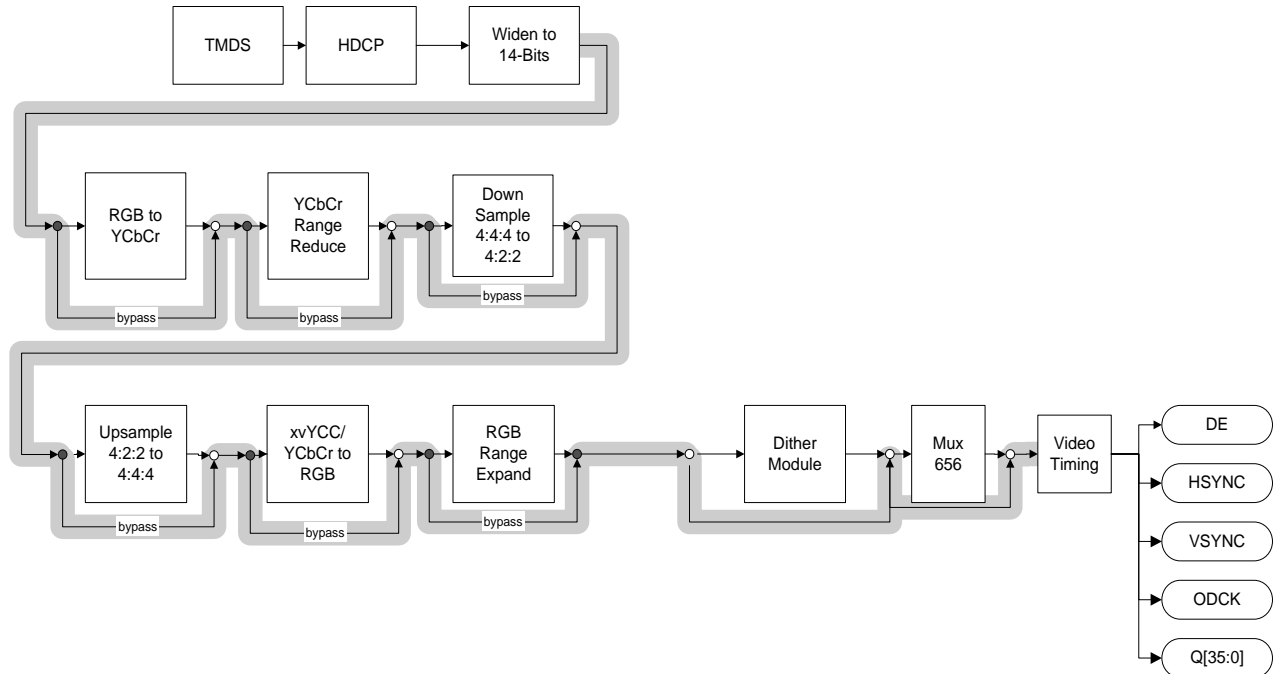 TMDS
HDCP
Widen to
14-Bits
RGB to
YCbCr
bypass
YCbCr
Range
Reduce
bypass
Down
Sample
4:4:4 to
4:2:2
bypass
Upsample
4:2:2 to
4:4:4
bypass
xvYCC/
YCbCr to
RGB
bypass
RGB
Range
Expand
bypass
Dither
Module
Mux
656
Video
Timing
DE
HSYNC
VSYNC
ODCK
Q[35:0]